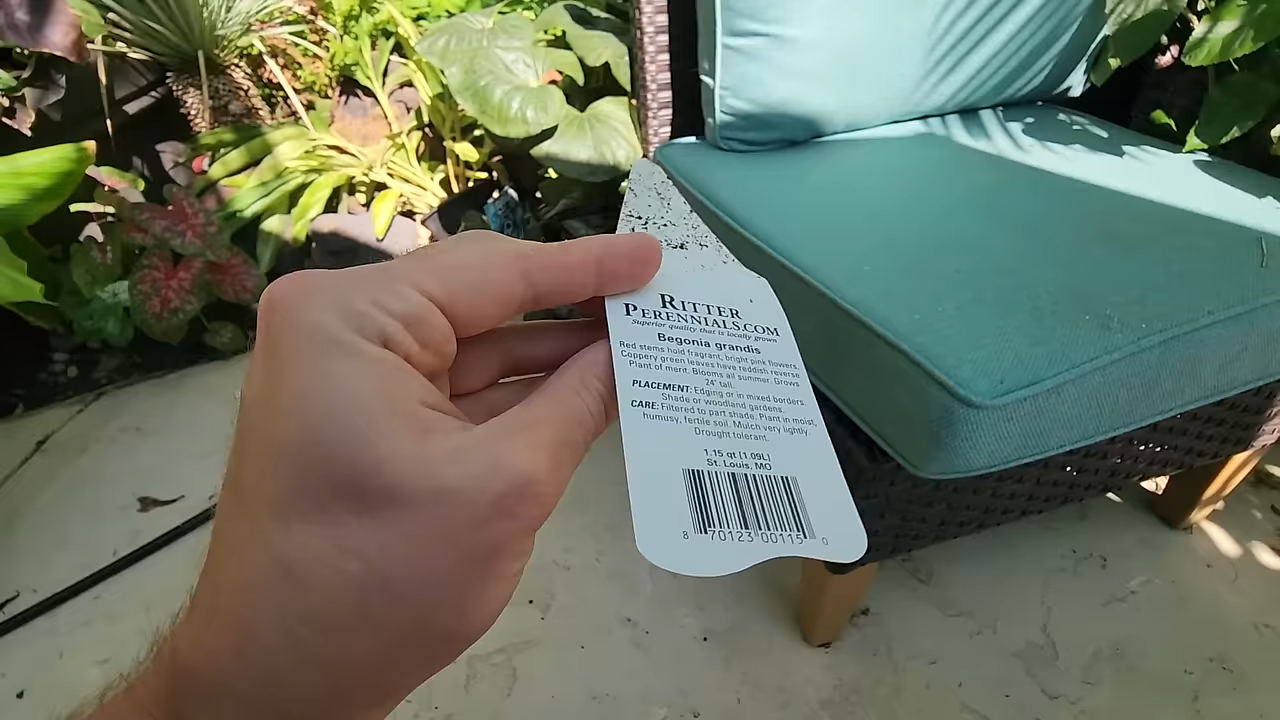 RITTER
PERENNIALS.COM
Superior quality that is locally grown
Begonia grandis
Red stems hold fragrant, bright pink flowers.
Coppery green leaves have reddish reverse
Plant of merit. Blooms all summer. Grows
24" tall.
PLACEMENT: Edging or in mixed borders.
Shade or woodland gardens.
CARE: Filtered to part shade. Plant in moist,
humusy, fertile soil. Mulch very lightly
Drought tolerant.
1.15 qt (1.09L)
St. Louis, MO
8 70123 00115 0